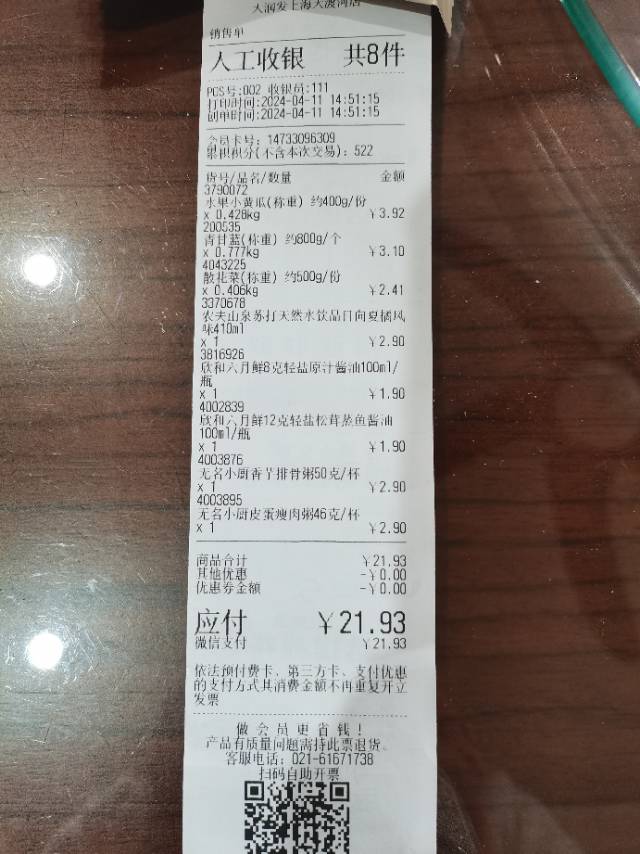 大润发上海大渡河店
销售单
人工收银 共8件
POS号:002 收银员:111
打印时间:2024-04-11 14:51:15
创单时间:2024-04-11 14:51:15
会员卡号: 14733096309
累积积分(不含本次交易): 522
货号/品名/数量 金额
3790072
水果小黄瓜(称重) 约400g/份
x 0.428kg ￥3.92
200535
青甘蓝(称重) 约800g/个
x 0.777kg ￥3.10
4043225
散花菜(称重) 约500g/份
x 0.406kg ￥2.41
3370678
农夫山泉苏打天然水饮品日向夏橘风
味410ml
x 1 ￥2.90
3816926
欣和六月鲜8克轻盐原汁酱油100ml/
瓶
x 1 ￥1.90
4002839
欣和六月鲜12克轻盐松茸蒸鱼酱油
100ml/瓶
x 1 ￥1.90
4003876
无名小厨香芋排骨粥50克/杯
x 1 ￥2.90
4003895
无名小厨皮蛋瘦肉粥46克/杯
x 1 ￥2.90
商品合计 ￥21.93
其他优惠 -￥0.00
优惠券金额 -￥0.00
应付 ￥21.93
微信支付 ￥21.93
依法预付费卡、第三方卡、支付优惠
的支付方式其消费金额不再重复开立
发票
做会员更省钱!
产品有质量问题需持此票退货。
客服电话: 021-61671738
扫码自助开票